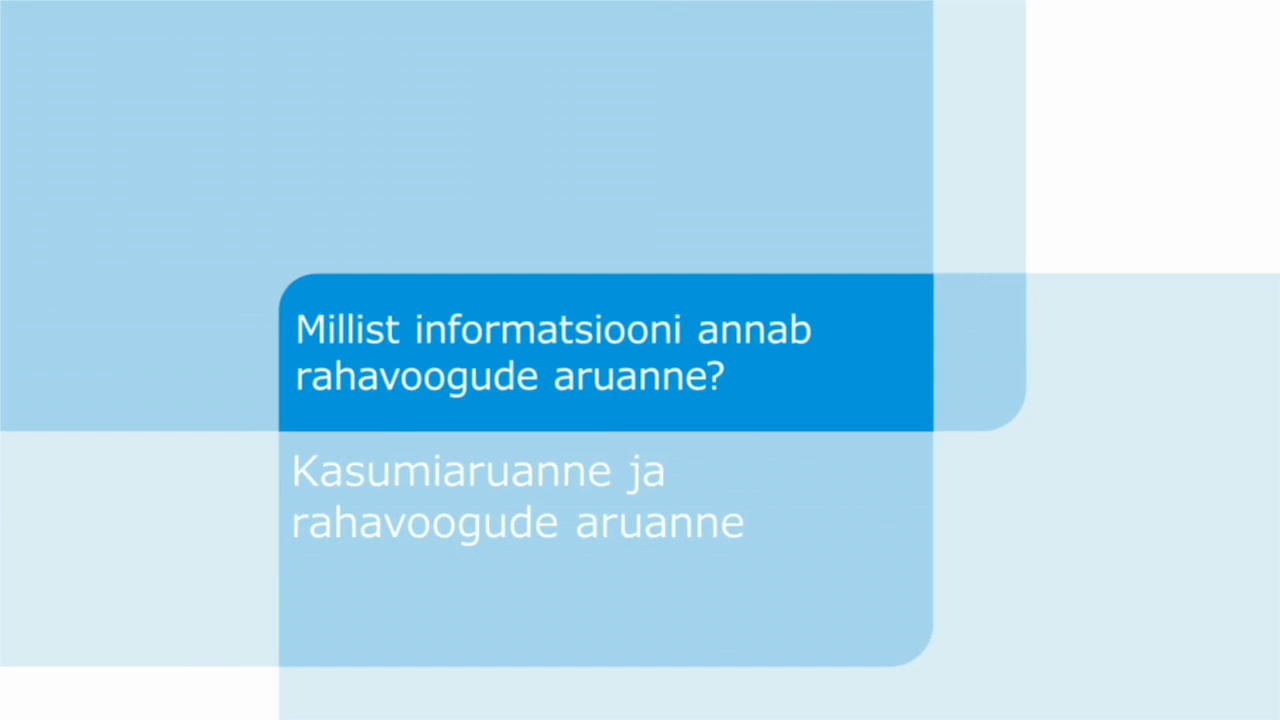 Millist informatsiooni annab
rahavoogude aruanne?
Kasumiaruanne ja
rahavoogude aruanne